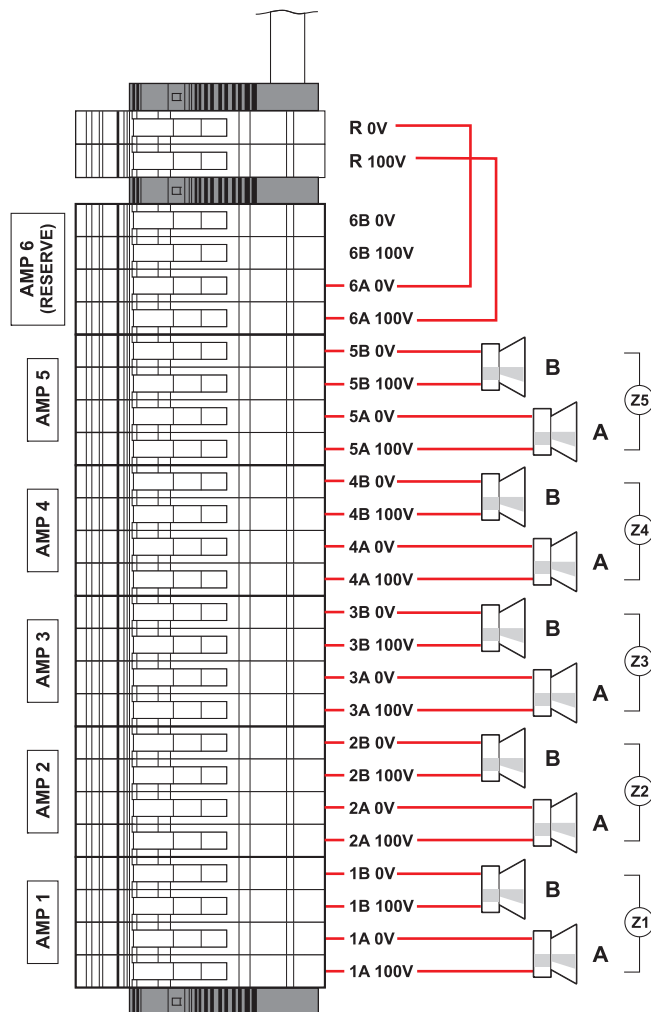 R 0V
R 100V
AMP 6
(RESERVE)
6B 0V
6B 100V
6A 0V
6A 100V
AMP 5
5B 0V
5B 100V
B
5A 0V
5A 100V
A
Z5
AMP 4
4B 0V
4B 100V
B
4A 0V
4A 100V
A
Z4
AMP 3
3B 0V
3B 100V
B
3A 0V
3A 100V
A
Z3
AMP 2
2B 0V
2B 100V
B
2A 0V
2A 100V
A
Z2
AMP 1
1B 0V
1B 100V
B
1A 0V
1A 100V
A
Z1